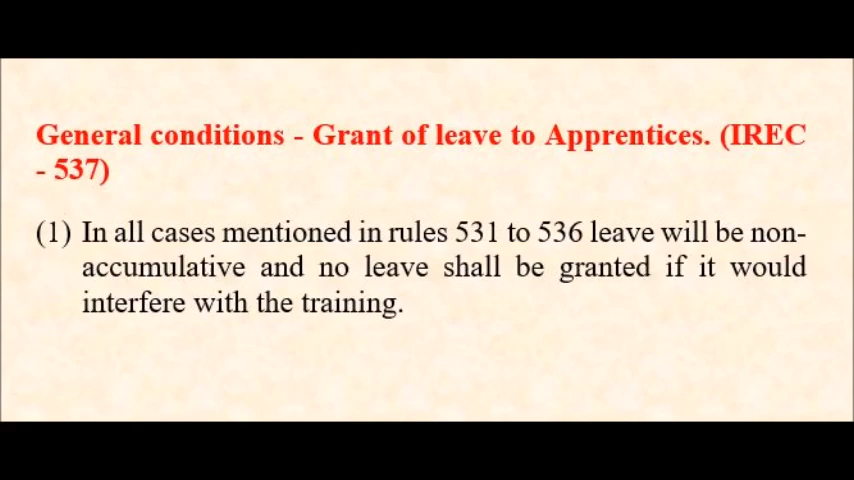 General conditions - Grant of leave to Apprentices. (IREC
- 537)
(1) In all cases mentioned in rules 531 to 536 leave will be non-
accumulative and no leave shall be granted if it would
interfere with the training.